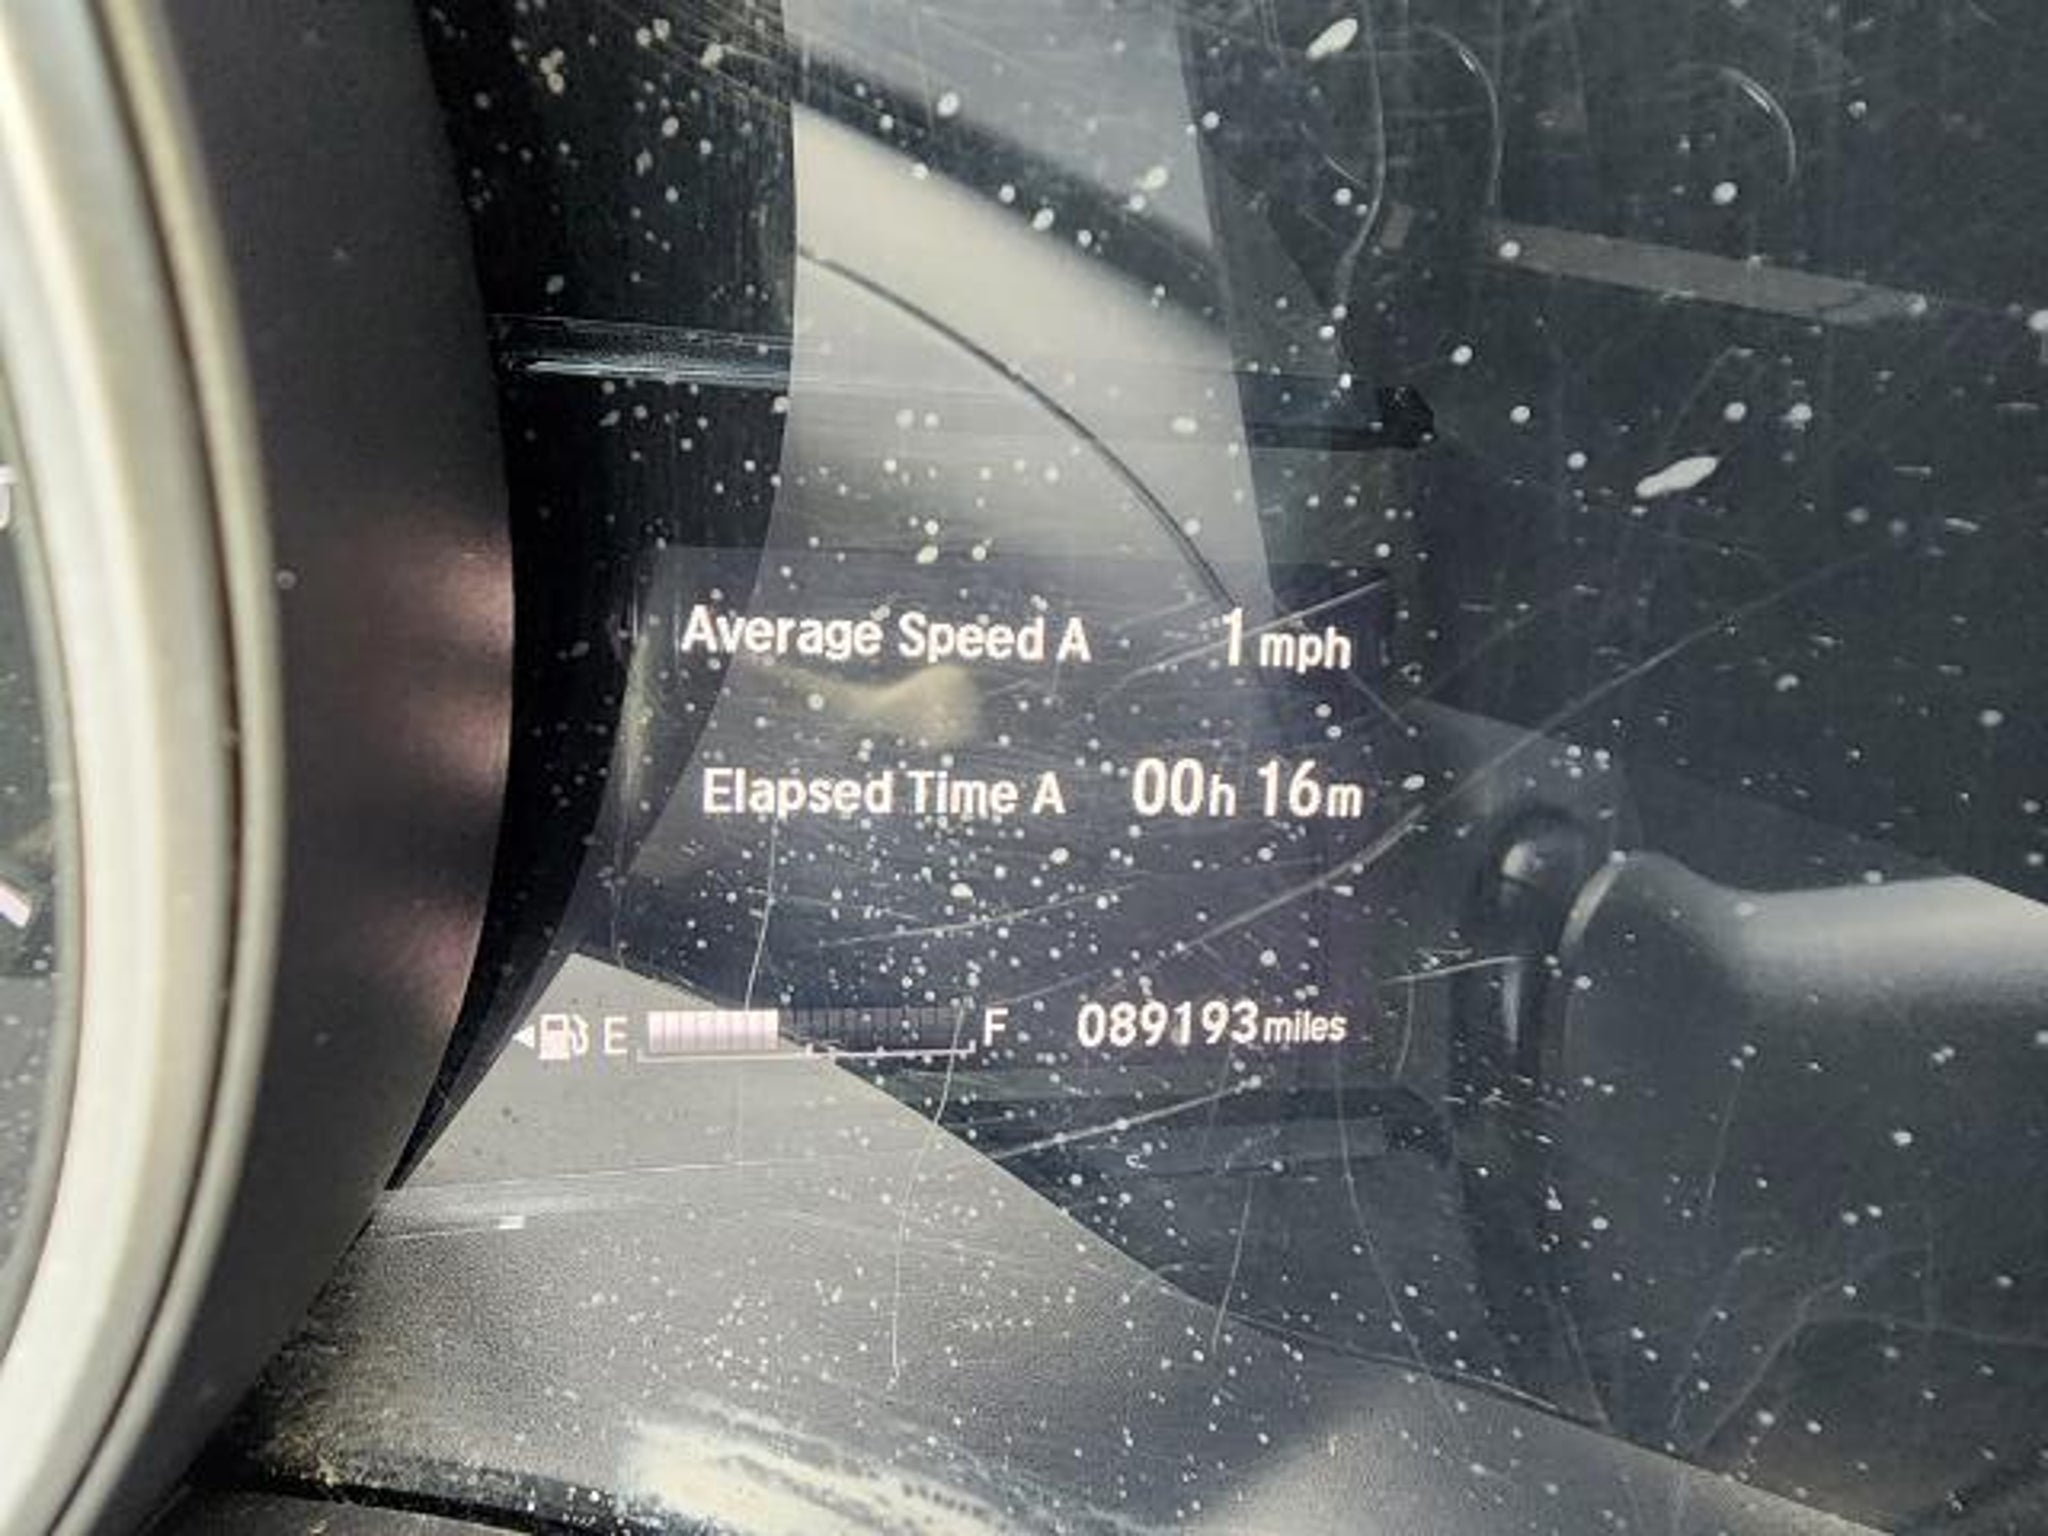 Average Speed A 1 mph
Elapsed Time A 00h 16m
E F 089193 miles